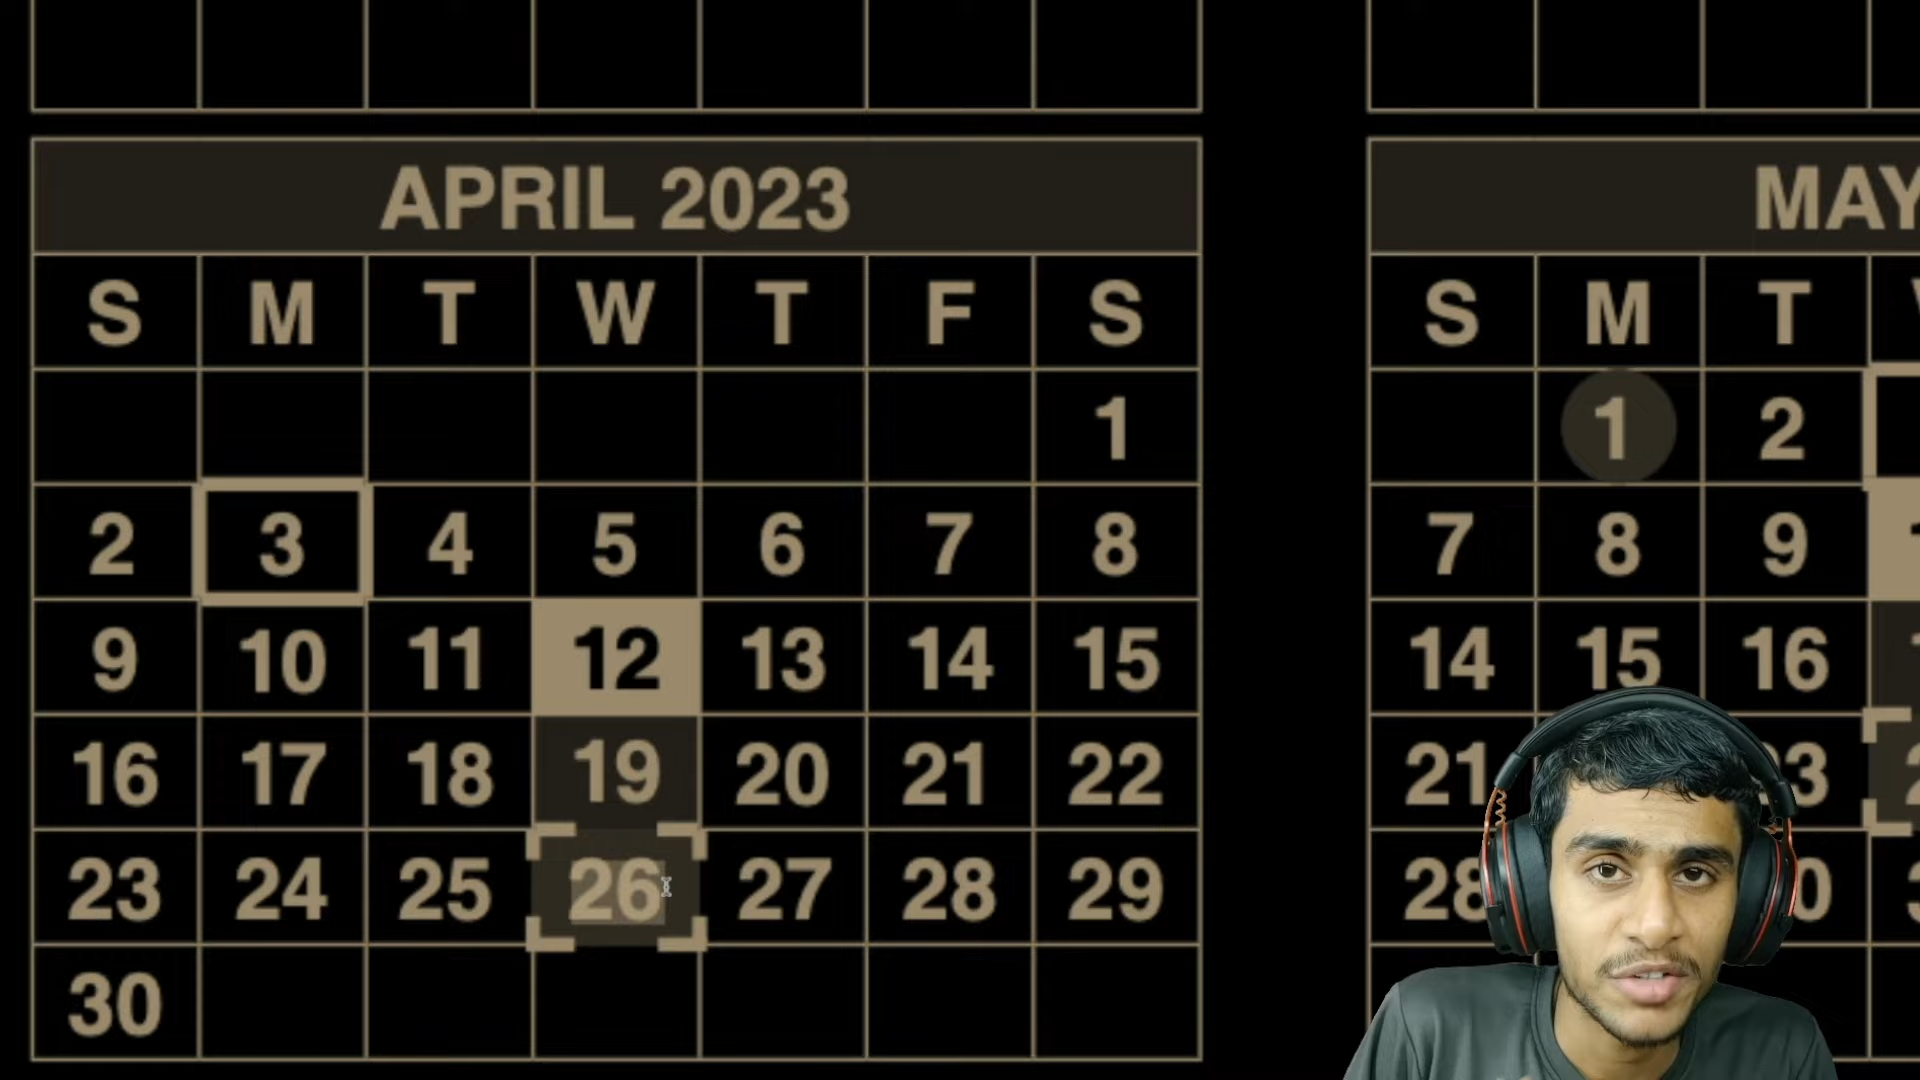 APRIL 2023
S M T W T F S
1
2 3 4 5 6 7 8
9 10 11 12 13 14 15
16 17 18 19 20 21 22
23 24 25 26 27 28 29
30
MAY
S M T
1 2
7 8 9
14 15 16
21
28